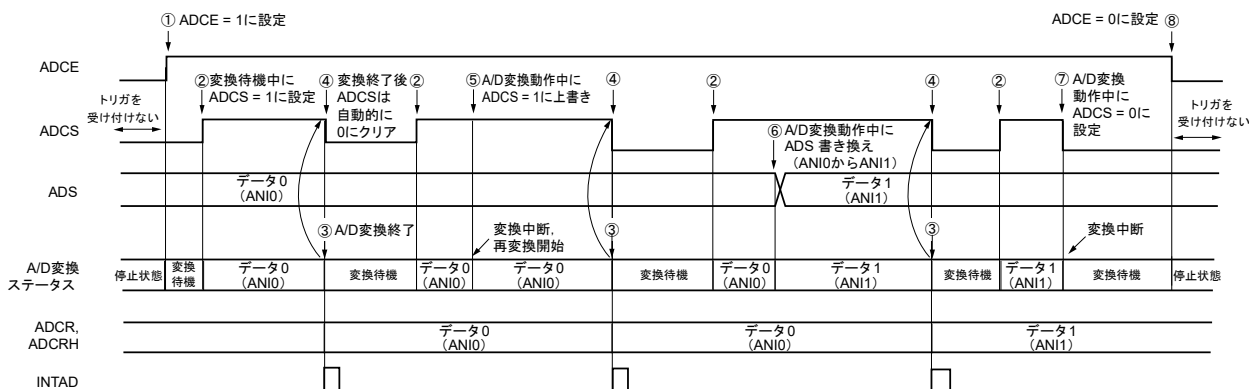 ① ADCE = 1に設定
ADCE = 0に設定 ⑧
ADCE
②変換待機中に
ADCS = 1に設定
④ 変換終了後
ADCSは
自動的に
0にクリア
②
⑤A/D変換動作中に
ADCS = 1に上書き
④
②
④
②
⑦ A/D変換
動作中に
ADCS = 0に
設定
トリガを
受け付けない
トリガを
受け付けない
ADCS
⑥A/D変換動作中に
ADS 書き換え
(ANI0からANI1)
ADS
データ0
(ANI0)
データ1
(ANI1)
③A/D変換終了
変換中断,
再変換開始
③
③
変換中断
A/D変換
ステータス
停止状態
変換
待機
データ0
(ANI0)
変換待機
データ0
(ANI0)
データ0
(ANI0)
変換待機
データ0
(ANI0)
データ1
(ANI1)
変換待機
データ1
(ANI1)
変換待機
停止状態
ADCR,
ADCRH
データ0
(ANI0)
データ0
(ANI0)
データ1
(ANI1)
INTAD